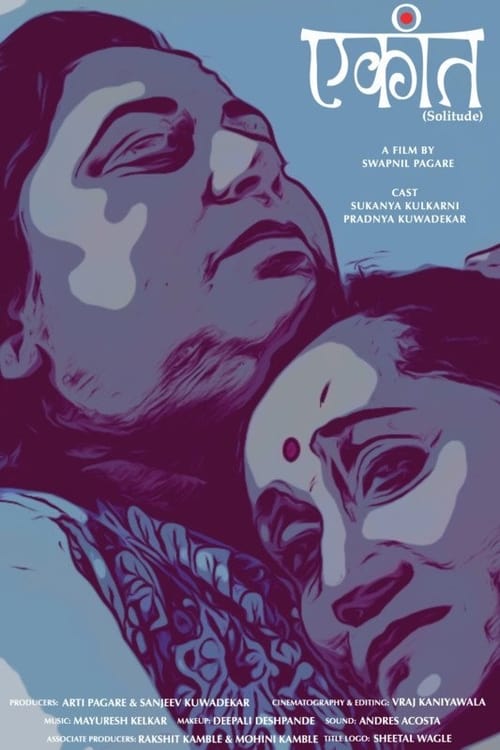 एकांत
(Solitude)
A FILM BY
SWAPNIL PAGARE
CAST
SUKANYA KULKARNI
PRADNYA KUWADEKAR
PRODUCERS: ARTI PAGARE & SANJEEV KUWADEKAR CINEMATOGRAPHY & EDITING: VRAJ KANIYAWALA
MUSIC: MAYURESH KELKAR MAKEUP: DEEPALI DESHPANDE SOUND: ANDRES ACOSTA
ASSOCIATE PRODUCERS: RAKSHIT KAMBLE & MOHINI KAMBLE TITLE LOGO: SHEETAL WAGLE